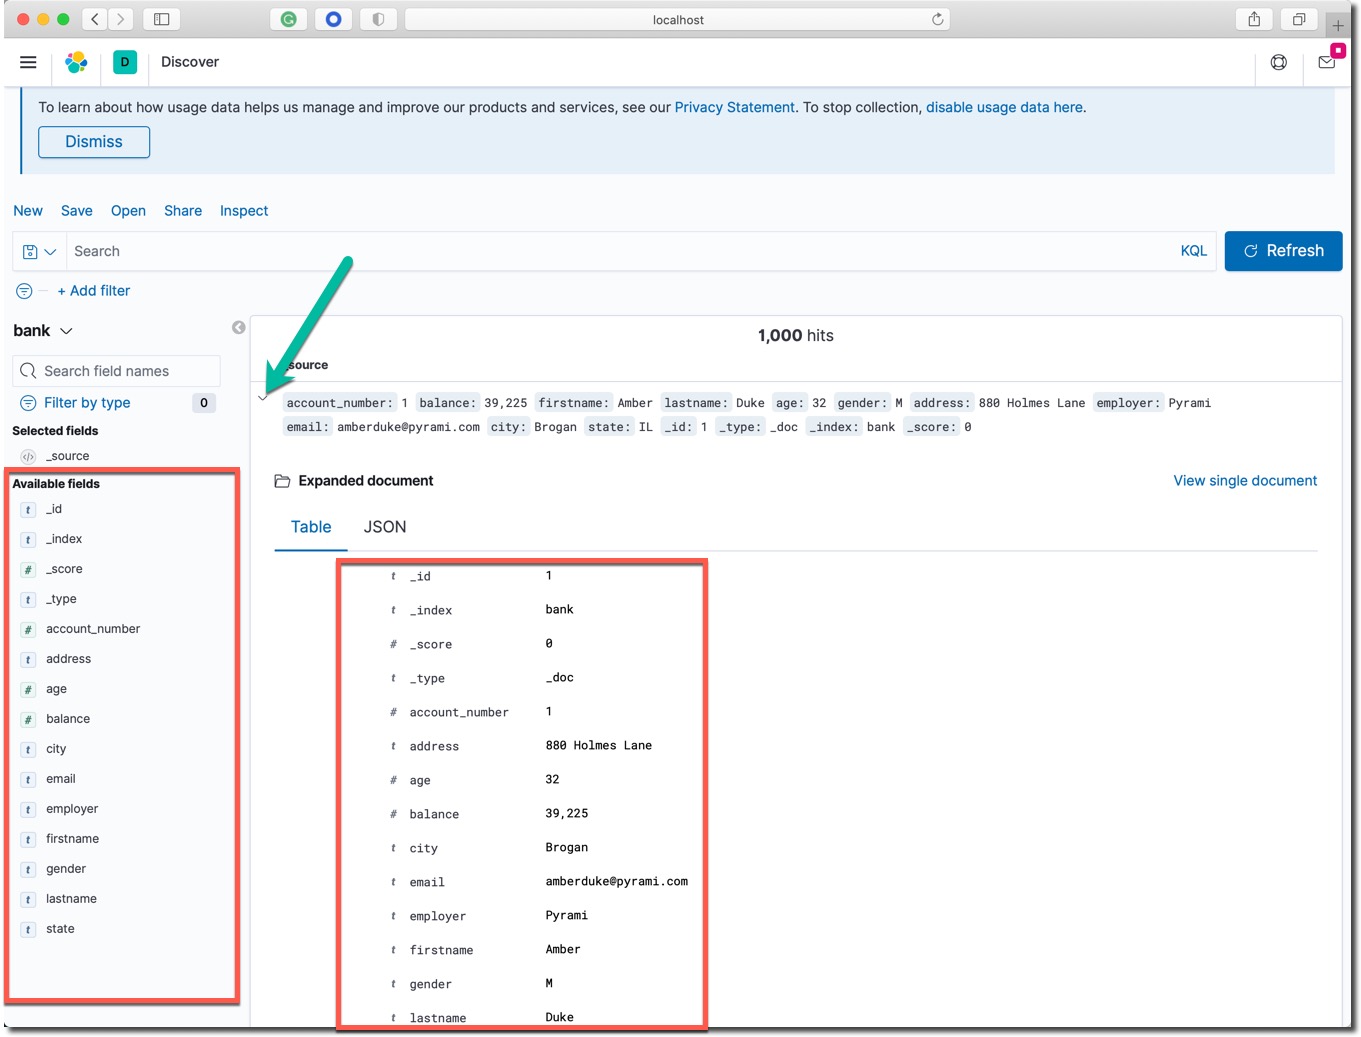 localhost
D Discover
To learn about how usage data helps us manage and improve our products and services, see our Privacy Statement. To stop collection, disable usage data here.
Dismiss
New Save Open Share Inspect
Search KQL Refresh
+ Add filter
bank
1,000 hits
Search field names
source
Filter by type 0
account_number: 1 balance: 39,225 firstname: Amber lastname: Duke age: 32 gender: M address: 880 Holmes Lane employer: Pyrami
email: amberduke@pyrami.com city: Brogan state: IL _id: 1 _type: _doc _index: bank _score: 0
Selected fields
_source
Available fields
t _id
t _index
# _score
t _type
# account_number
t address
# age
# balance
t city
t email
t employer
t firstname
t gender
t lastname
t state
Expanded document View single document
Table JSON
t _id 1
t _index bank
# _score 0
t _type _doc
# account_number 1
t address 880 Holmes Lane
# age 32
# balance 39,225
t city Brogan
t email amberduke@pyrami.com
t employer Pyrami
t firstname Amber
t gender M
t lastname Duke